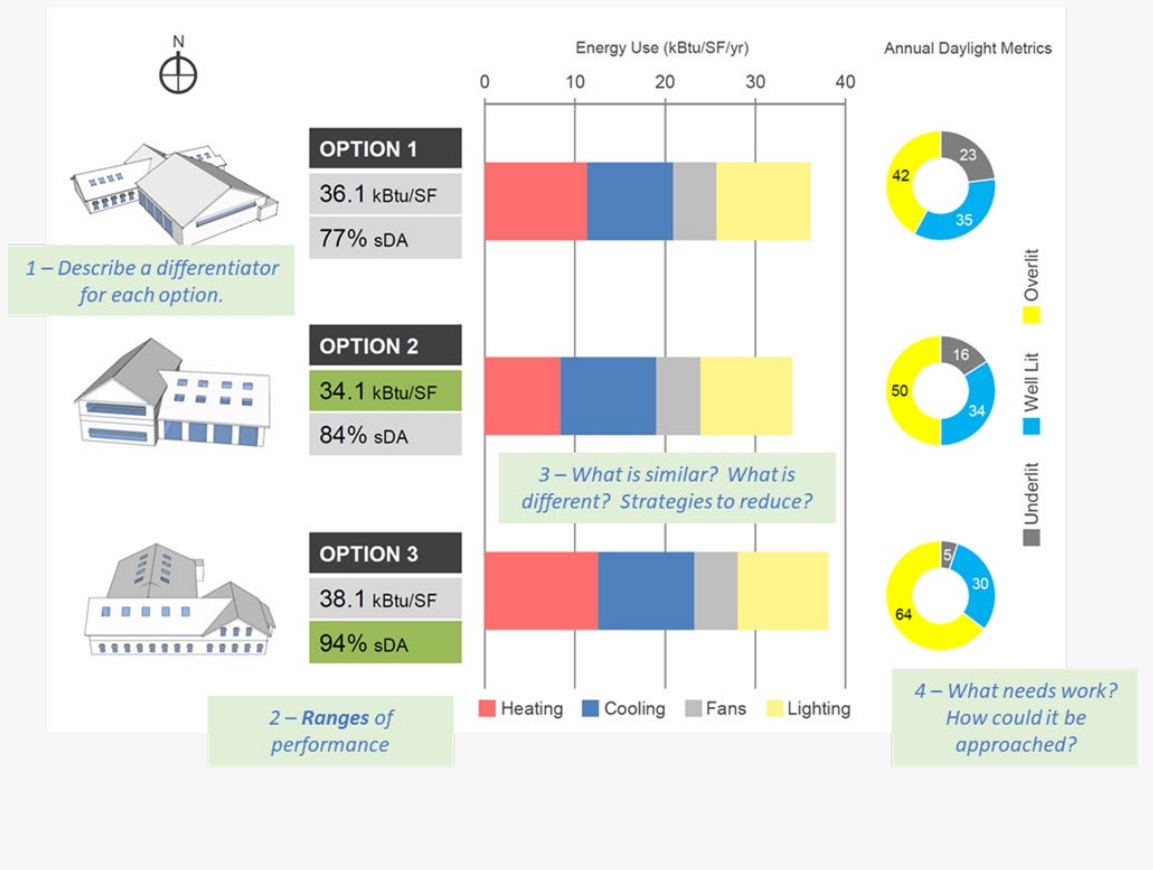 N
Energy Use (kBtu/SF/yr)
Annual Daylight Metrics
0 10 20 30 40
OPTION 1
36.1 kBtu/SF
77% sDA
23
42
35
1 – Describe a differentiator
for each option.
OPTION 2
34.1 kBtu/SF
84% sDA
16
50
34
3 – What is similar? What is
different? Strategies to reduce?
OPTION 3
38.1 kBtu/SF
94% sDA
5
30
64
Overlit
Well Lit
Underlit
Heating Cooling Fans Lighting
2 – Ranges of
performance
4 – What needs work?
How could it be
approached?